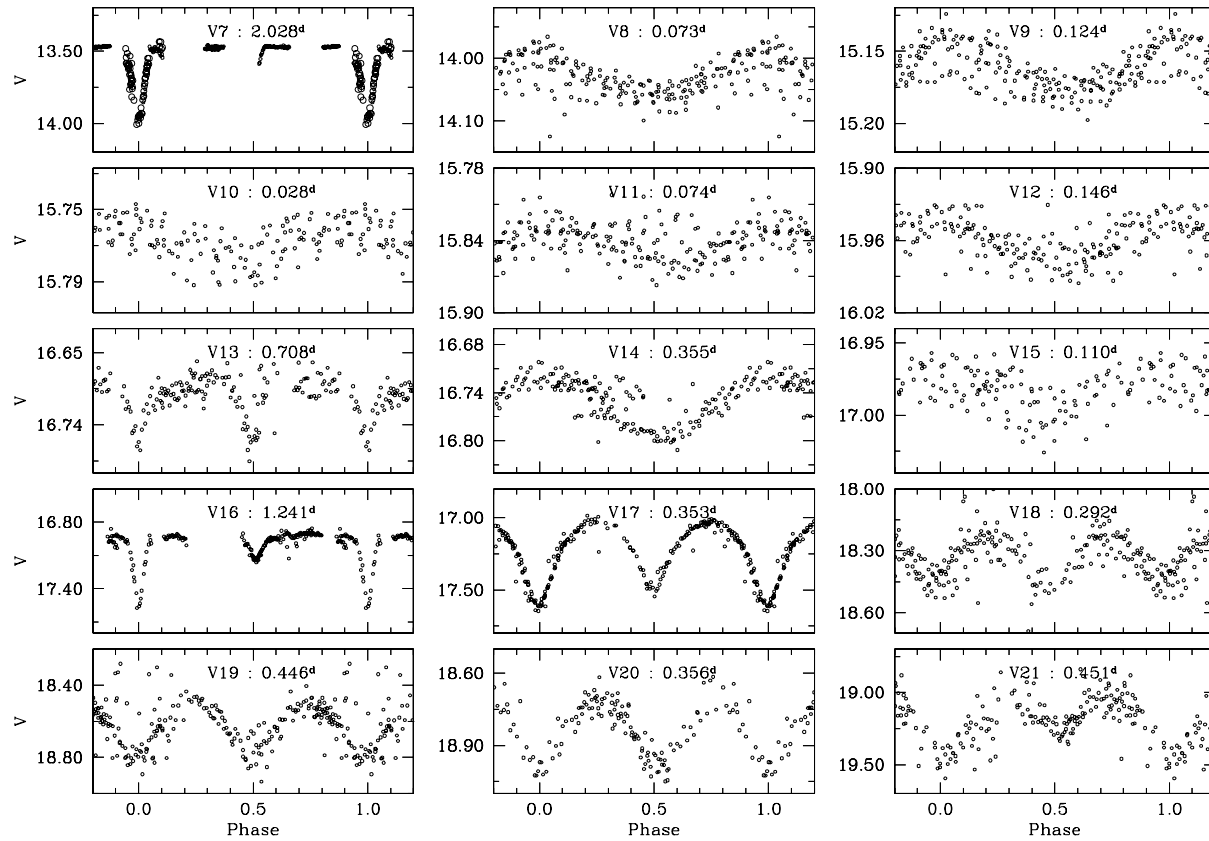 V7 : 2.028d
V8 : 0.073d
V9 : 0.124d
13.50
14.00
V
14.00
14.10
15.13
15.20
V10 : 0.028d
V11 : 0.074d
V12 : 0.146d
15.75
15.79
V
15.78
15.84
15.90
15.90
15.96
16.02
V13 : 0.708d
V14 : 0.355d
V15 : 0.110d
16.65
16.74
V
16.68
16.74
16.80
16.95
17.00
V16 : 1.241d
V17 : 0.353d
V18 : 0.292d
16.80
17.40
V
17.00
17.50
18.00
18.30
18.60
V19 : 0.446d
V20 : 0.356d
V21 : 0.451d
18.40
18.80
V
18.60
18.90
19.00
19.50
0.0 0.5 1.0
0.0 0.5 1.0
0.0 0.5 1.0
Phase
Phase
Phase